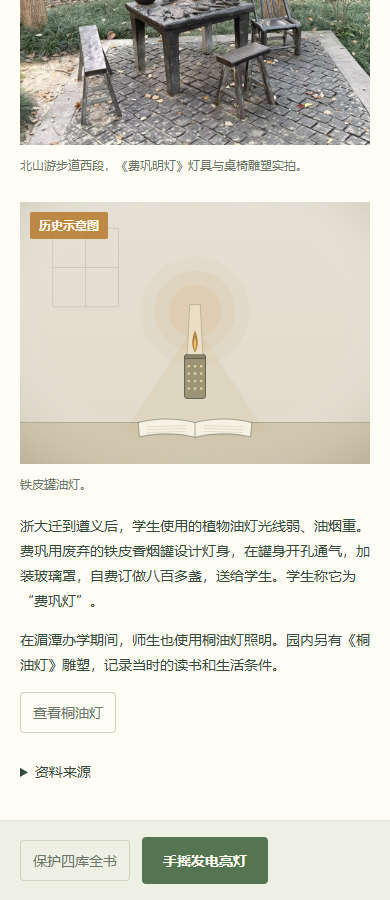 北山游步道西段，《费巩明灯》灯具与桌椅雕塑实拍。
历史示意图
铁皮罐油灯。
浙大迁到遵义后，学生使用的植物油灯光线弱、油烟重。
费巩用废弃的铁皮香烟罐设计灯身，在罐身开孔通气，加
装玻璃罩，自费订做八百多盏，送给学生。学生称它为
“费巩灯”。
在湄潭办学期间，师生也使用桐油灯照明。园内另有《桐
油灯》雕塑，记录当时的读书和生活条件。
查看桐油灯
▶ 资料来源
保护四库全书
手摇发电亮灯